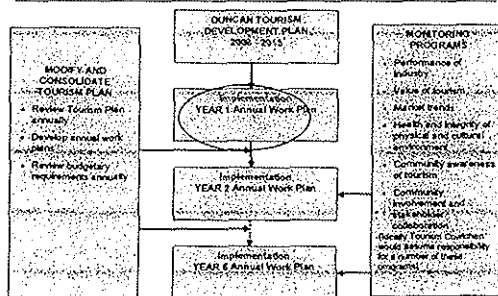 DUNCAN TOURISM
DEVELOPMENT PLAN
MODIFY AND
CONSOLIDATE
TOURISM PLAN
Review Tourism Plan
annually
Develop annual work
plans
Review budgetary
requirements annually
Implementation
YEAR 1 Annual Work Plan
Implementation
YEAR 2 Annual Work Plan
Implementation
YEAR 5 Annual Work Plan
MONITORING
PROGRAMS
Performance of
Industry
Value of tourism
Market trends
Health and integrity of
physical and cultural
environment
Community awareness
of tourism
Community
involvement and
stakeholder
collaboration
Tourism
would assume responsibility
for a number of these
programs